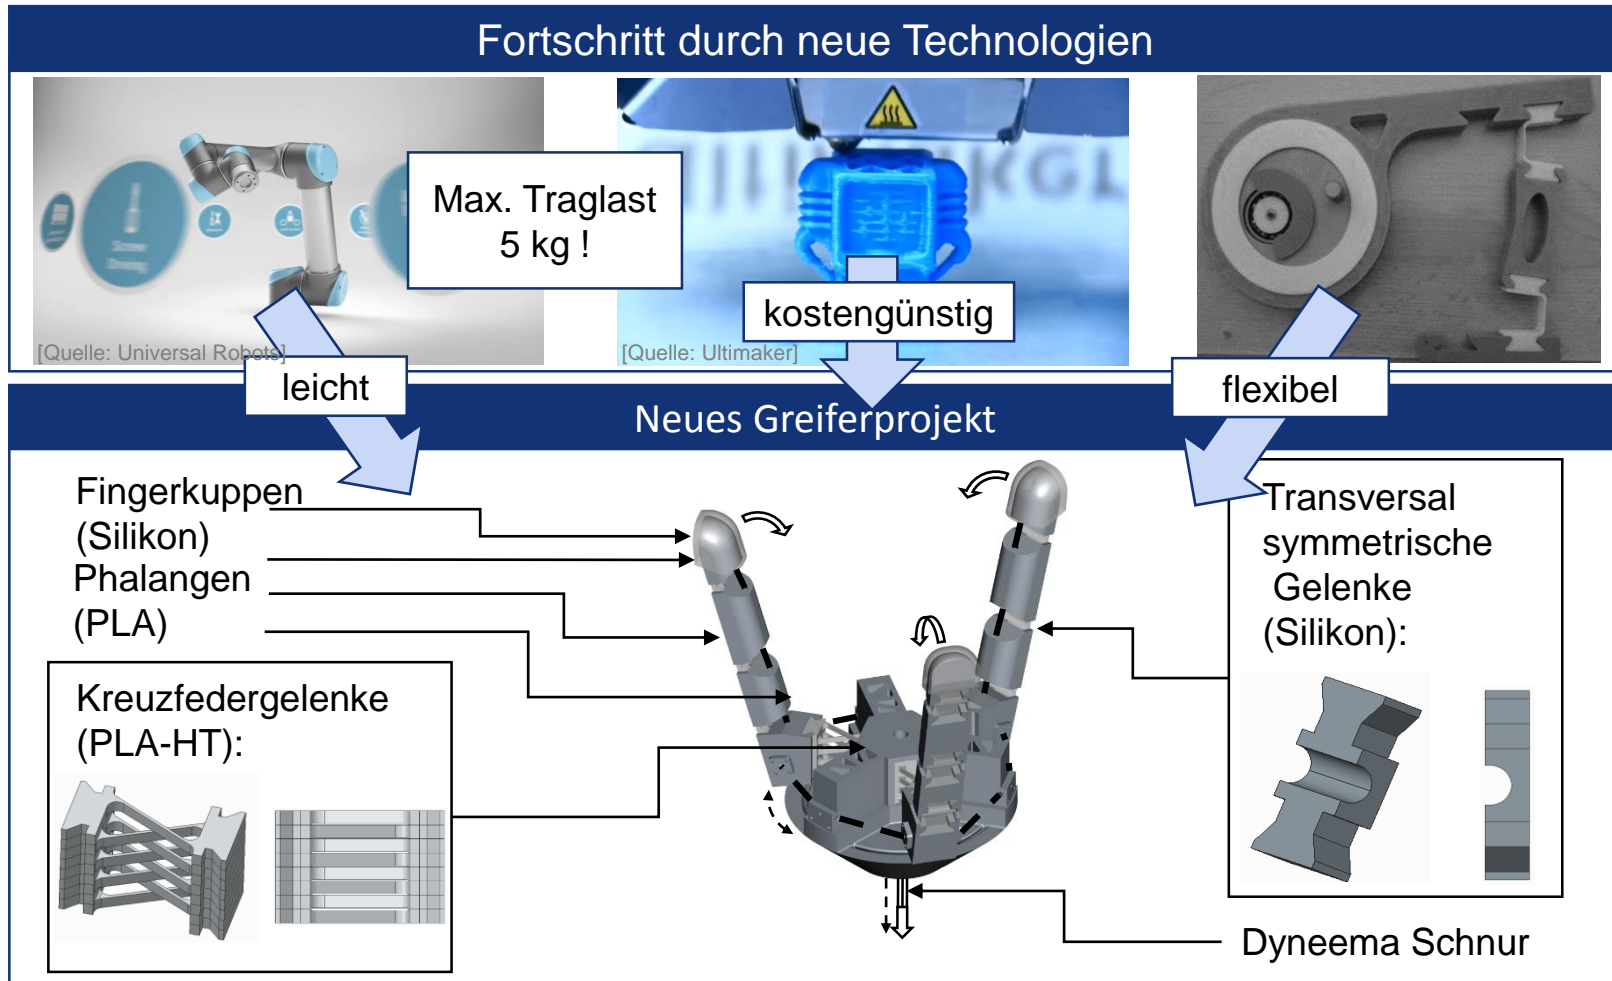 Fortschritt durch neue Technologien
Max. Traglast
5 kg !
kostengünstig
[Quelle: Universal Robots]
[Quelle: Ultimaker]
leicht
flexibel
Neues Greiferprojekt
Fingerkuppen
(Silikon)
Phalangen
(PLA)
Kreuzfedergelenke
(PLA-HT):
Transversal
symmetrische
Gelenke
(Silikon):
Dyneema Schnur